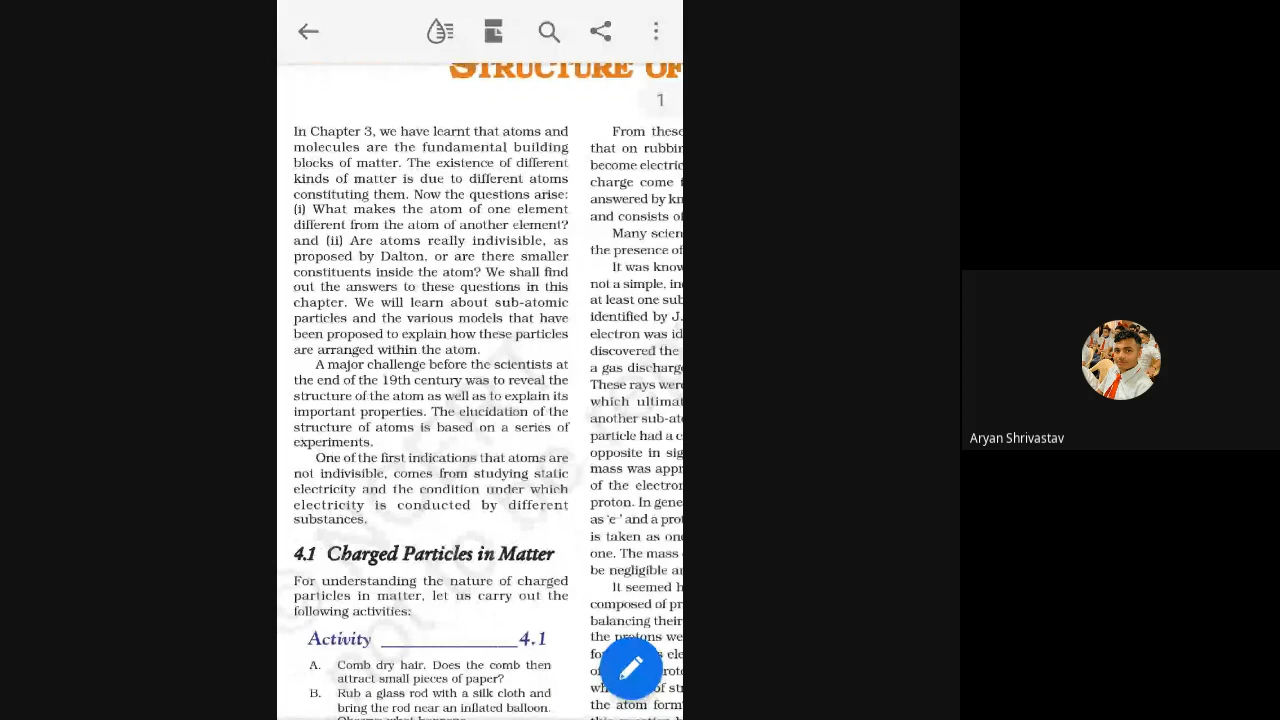 STRUCTURE OF
1
In Chapter 3, we have learnt that atoms and
molecules are the fundamental building
blocks of matter. The existence of different
kinds of matter is due to different atoms
constituting them. Now the questions arise:
(i) What makes the atom of one element
different from the atom of another element?
and (ii) Are atoms really indivisible, as
proposed by Dalton, or are there smaller
constituents inside the atom? We shall find
out the answers to these questions in this
chapter. We will learn about sub-atomic
particles and the various models that have
been proposed to explain how these particles
are arranged within the atom.
A major challenge before the scientists at
the end of the 19th century was to reveal the
structure of the atom as well as to explain its
important properties. The elucidation of the
structure of atoms is based on a series of
experiments.
One of the first indications that atoms are
not indivisible, comes from studying static
electricity and the condition under which
electricity is conducted by different
substances.
4.1 Charged Particles in Matter
For understanding the nature of charged
particles in matter, let us carry out the
following activities:
Activity ______________ 4.1
A. Comb dry hair. Does the comb then
attract small pieces of paper?
B. Rub a glass rod with a silk cloth and
bring the rod near an inflated balloon.
Observe what happens.
From these
that on rubbin
become electric
charge come
answered by kn
and consists of
Many scien
the presence of
It was know
not a simple, in
at least one sub
identified by J.
electron was id
discovered the
a gas discharg
These rays were
which ultimat
another sub-ato
particle had a c
opposite in sig
mass was appr
of the electron
proton. In gene
as 'e-' and a prot
is taken as one
one. The mass
be negligible an
It seemed h
composed of pr
balancing their
the protons we
of
the atom form
Aryan Shrivastav